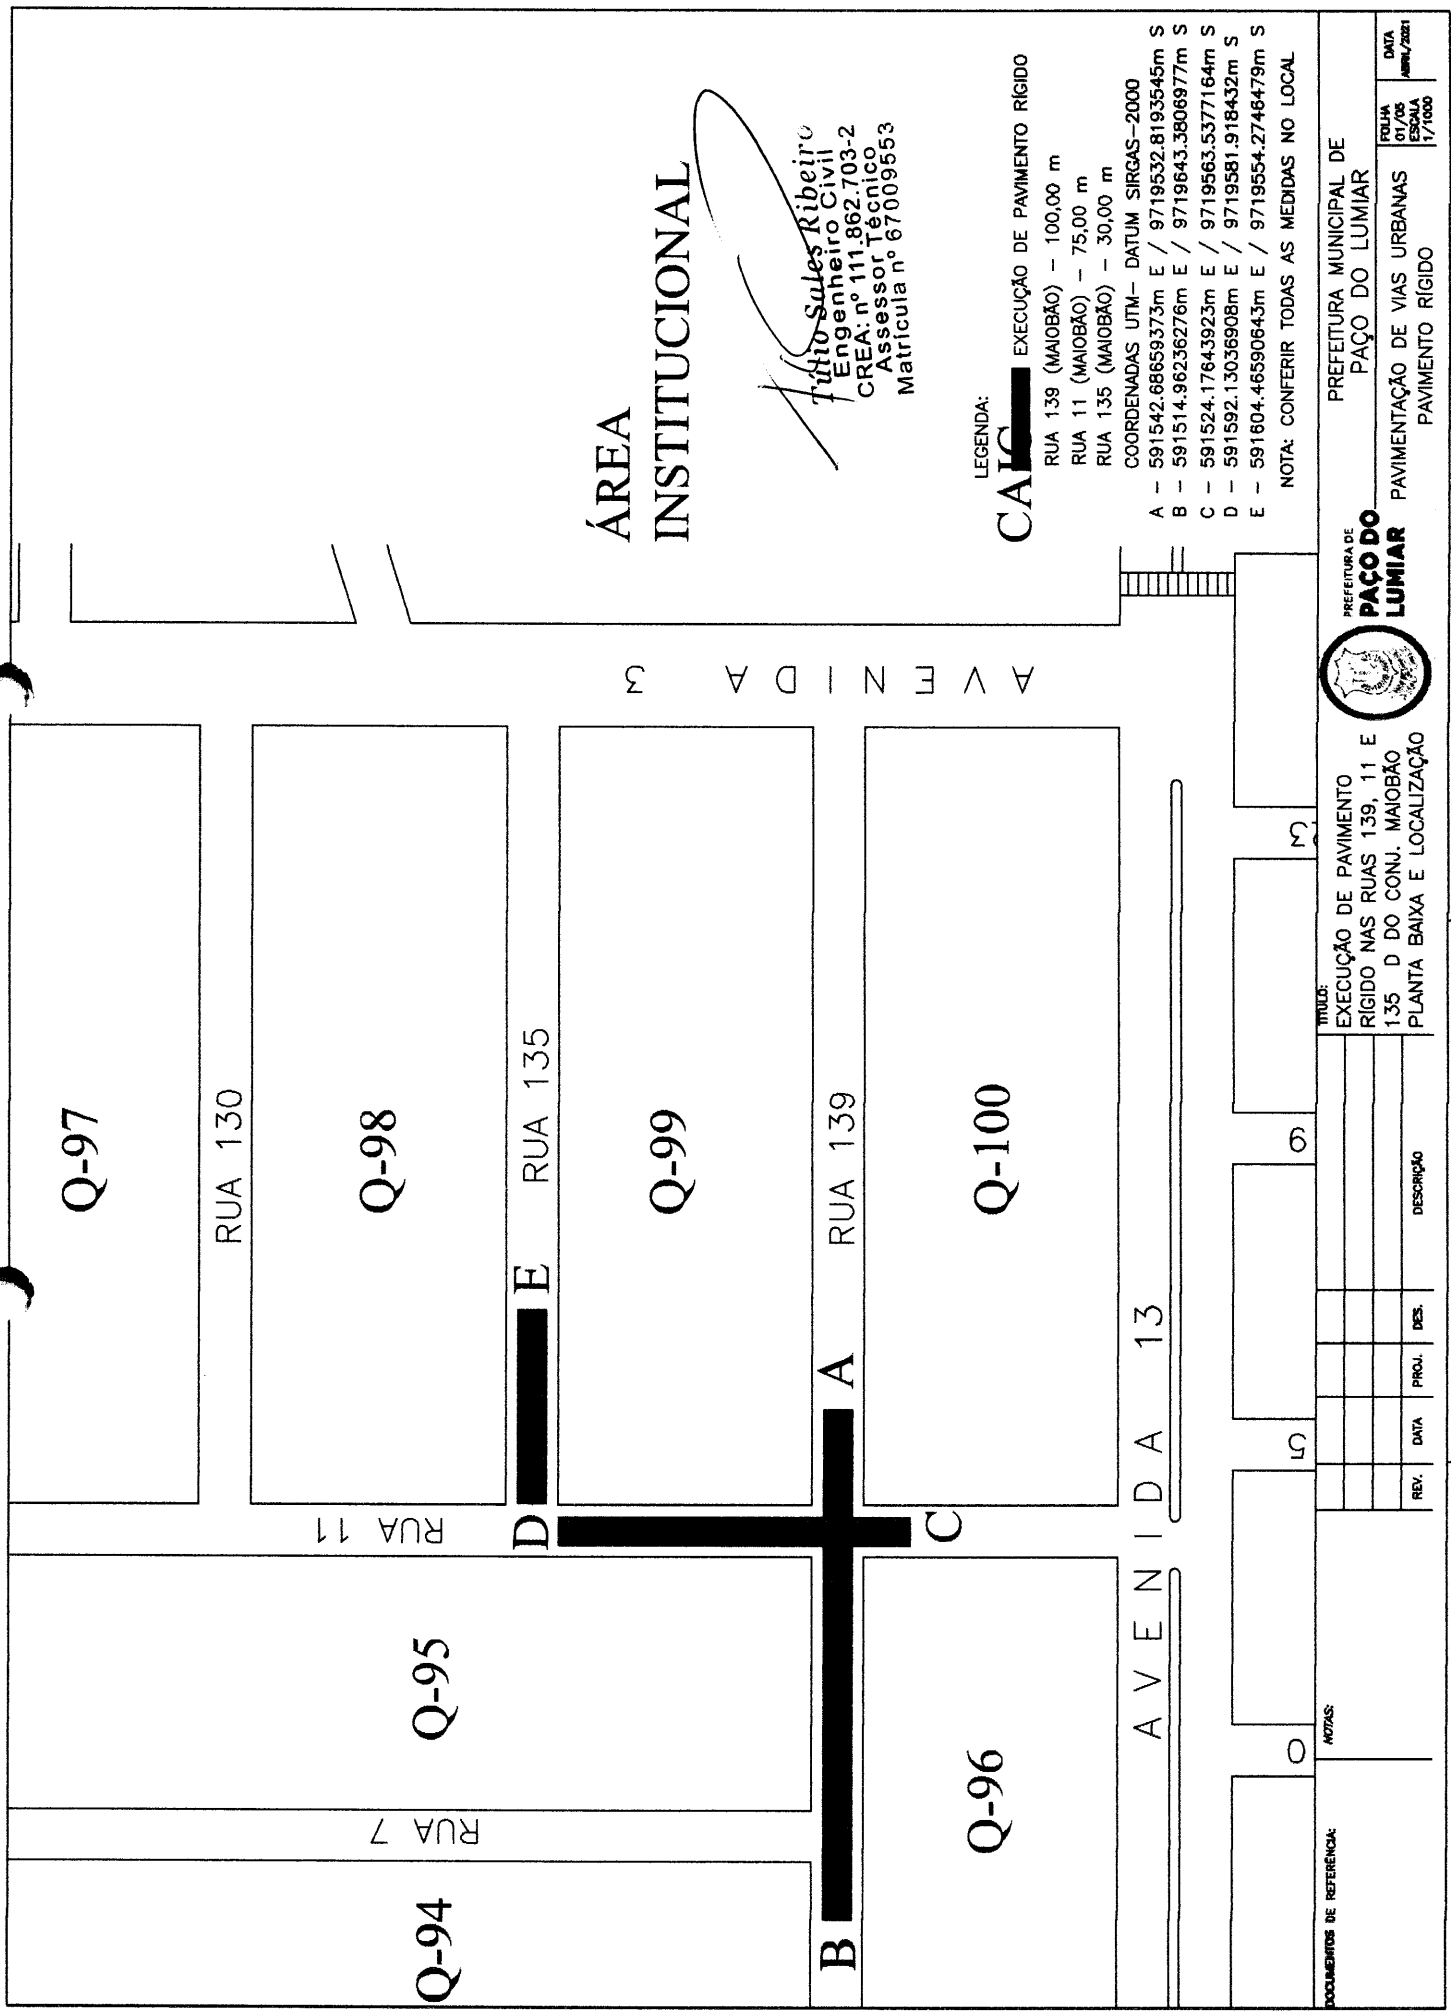 Q-97
RUA 130
Q-98
E RUA 135
D
RUA 11
Q-99
RUA 139
A
Q-100
C
Q-95
RUA 7
Q-94
B
Q-96
AVENIDA 13
AVENIDA 3
0
5
9
3
ÁREA
INSTITUCIONAL
Túlio Sales Ribeiro
Engenheiro Civil
CREA: nº 111.862.703-2
Assessor Técnico
Matrícula nº 67009553
CAIC
LEGENDA:
EXECUÇÃO DE PAVIMENTO RÍGIDO
RUA 139 (MAIOBÃO) – 100,00 m
RUA 11 (MAIOBÃO) – 75,00 m
RUA 135 (MAIOBÃO) – 30,00 m
COORDENADAS UTM– DATUM SIRGAS–2000
A – 591542.68659373m E / 9719532.8193545m S
B – 591514.96236276m E / 9719643.3806977m S
C – 591524.17643923m E / 9719563.5377164m S
D – 591592.13036908m E / 9719581.918432m S
E – 591604.46590643m E / 9719554.2746479m S
NOTA: CONFERIR TODAS AS MEDIDAS NO LOCAL
DOCUMENTOS DE REFERÊNCIA:
NOTAS:
REV. DATA PROJ. DES. DESCRIÇÃO
TITULO:
EXECUÇÃO DE PAVIMENTO
RÍGIDO NAS RUAS 139, 11 E
135 D DO CONJ. MAIOBÃO
PLANTA BAIXA E LOCALIZAÇÃO
PREFEITURA DE
PAÇO DO
LUMIAR
PREFEITURA MUNICIPAL DE
PAÇO DO LUMIAR
PAVIMENTAÇÃO DE VIAS URBANAS
PAVIMENTO RÍGIDO
FOLHA
01/05
ESCALA
1/1000
DATA
ABRIL/2021